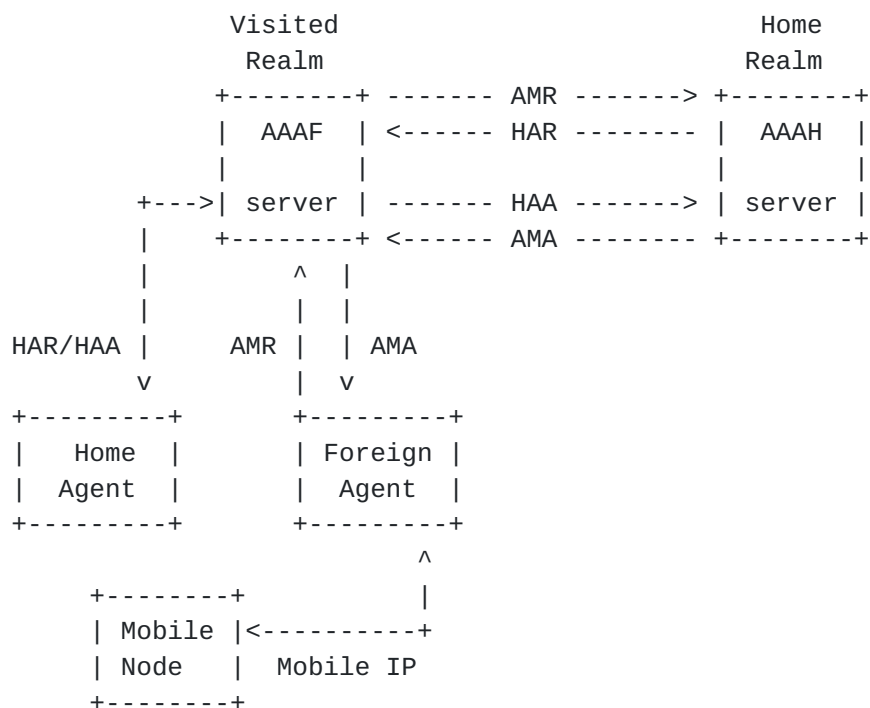 Visited                           Home
Realm                           Realm
+--------+ ------- AMR -------> +--------+
|  AAAF  | <------ HAR -------- |  AAAH  |
|        |                      |        |
+--->| server | ------- HAA -------> | server |
|    +--------+ <------ AMA -------- +--------+
|         ^  |
|         |  |
HAR/HAA |     AMR |  | AMA
v         |  v
+---------+       +---------+
|   Home  |       | Foreign |
|  Agent  |       |  Agent  |
+---------+       +---------+
^
+--------+           |
| Mobile |<----------+
| Node   |  Mobile IP
+--------+